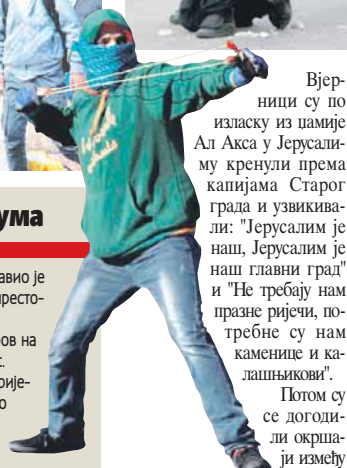 ума
авио је
престо-
ов на
рије-
о
Вјер-
ници су по
изласку из џамије
Ал Акса у Јерусали-
му кренули према
капијама Старог
града и узвикива-
ли: "Јерусалим је
наш, Јерусалим је
наш главни град"
и "Не требају нам
празне ријечи, по-
требне су нам
каменице и ка-
лашњикови".
Потом су
се догоди-
ли окрша-
ји између